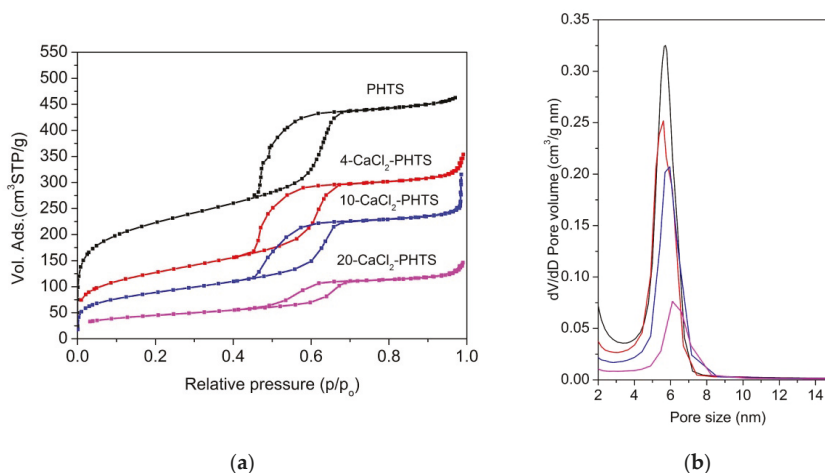 550
500
450
400
350
300
250
200
150
100
50
0
Vol. Ads.(cm³STP/g)
PHTS
4-CaCl₂-PHTS
10-CaCl₂-PHTS
20-CaCl₂-PHTS
0.0 0.2 0.4 0.6 0.8 1.0
Relative pressure (p/pₒ)
(a)
0.35
0.30
0.25
0.20
0.15
0.10
0.05
0.00
dV/dD Pore volume (cm³/g nm)
2 4 6 8 10 12 14
Pore size (nm)
(b)